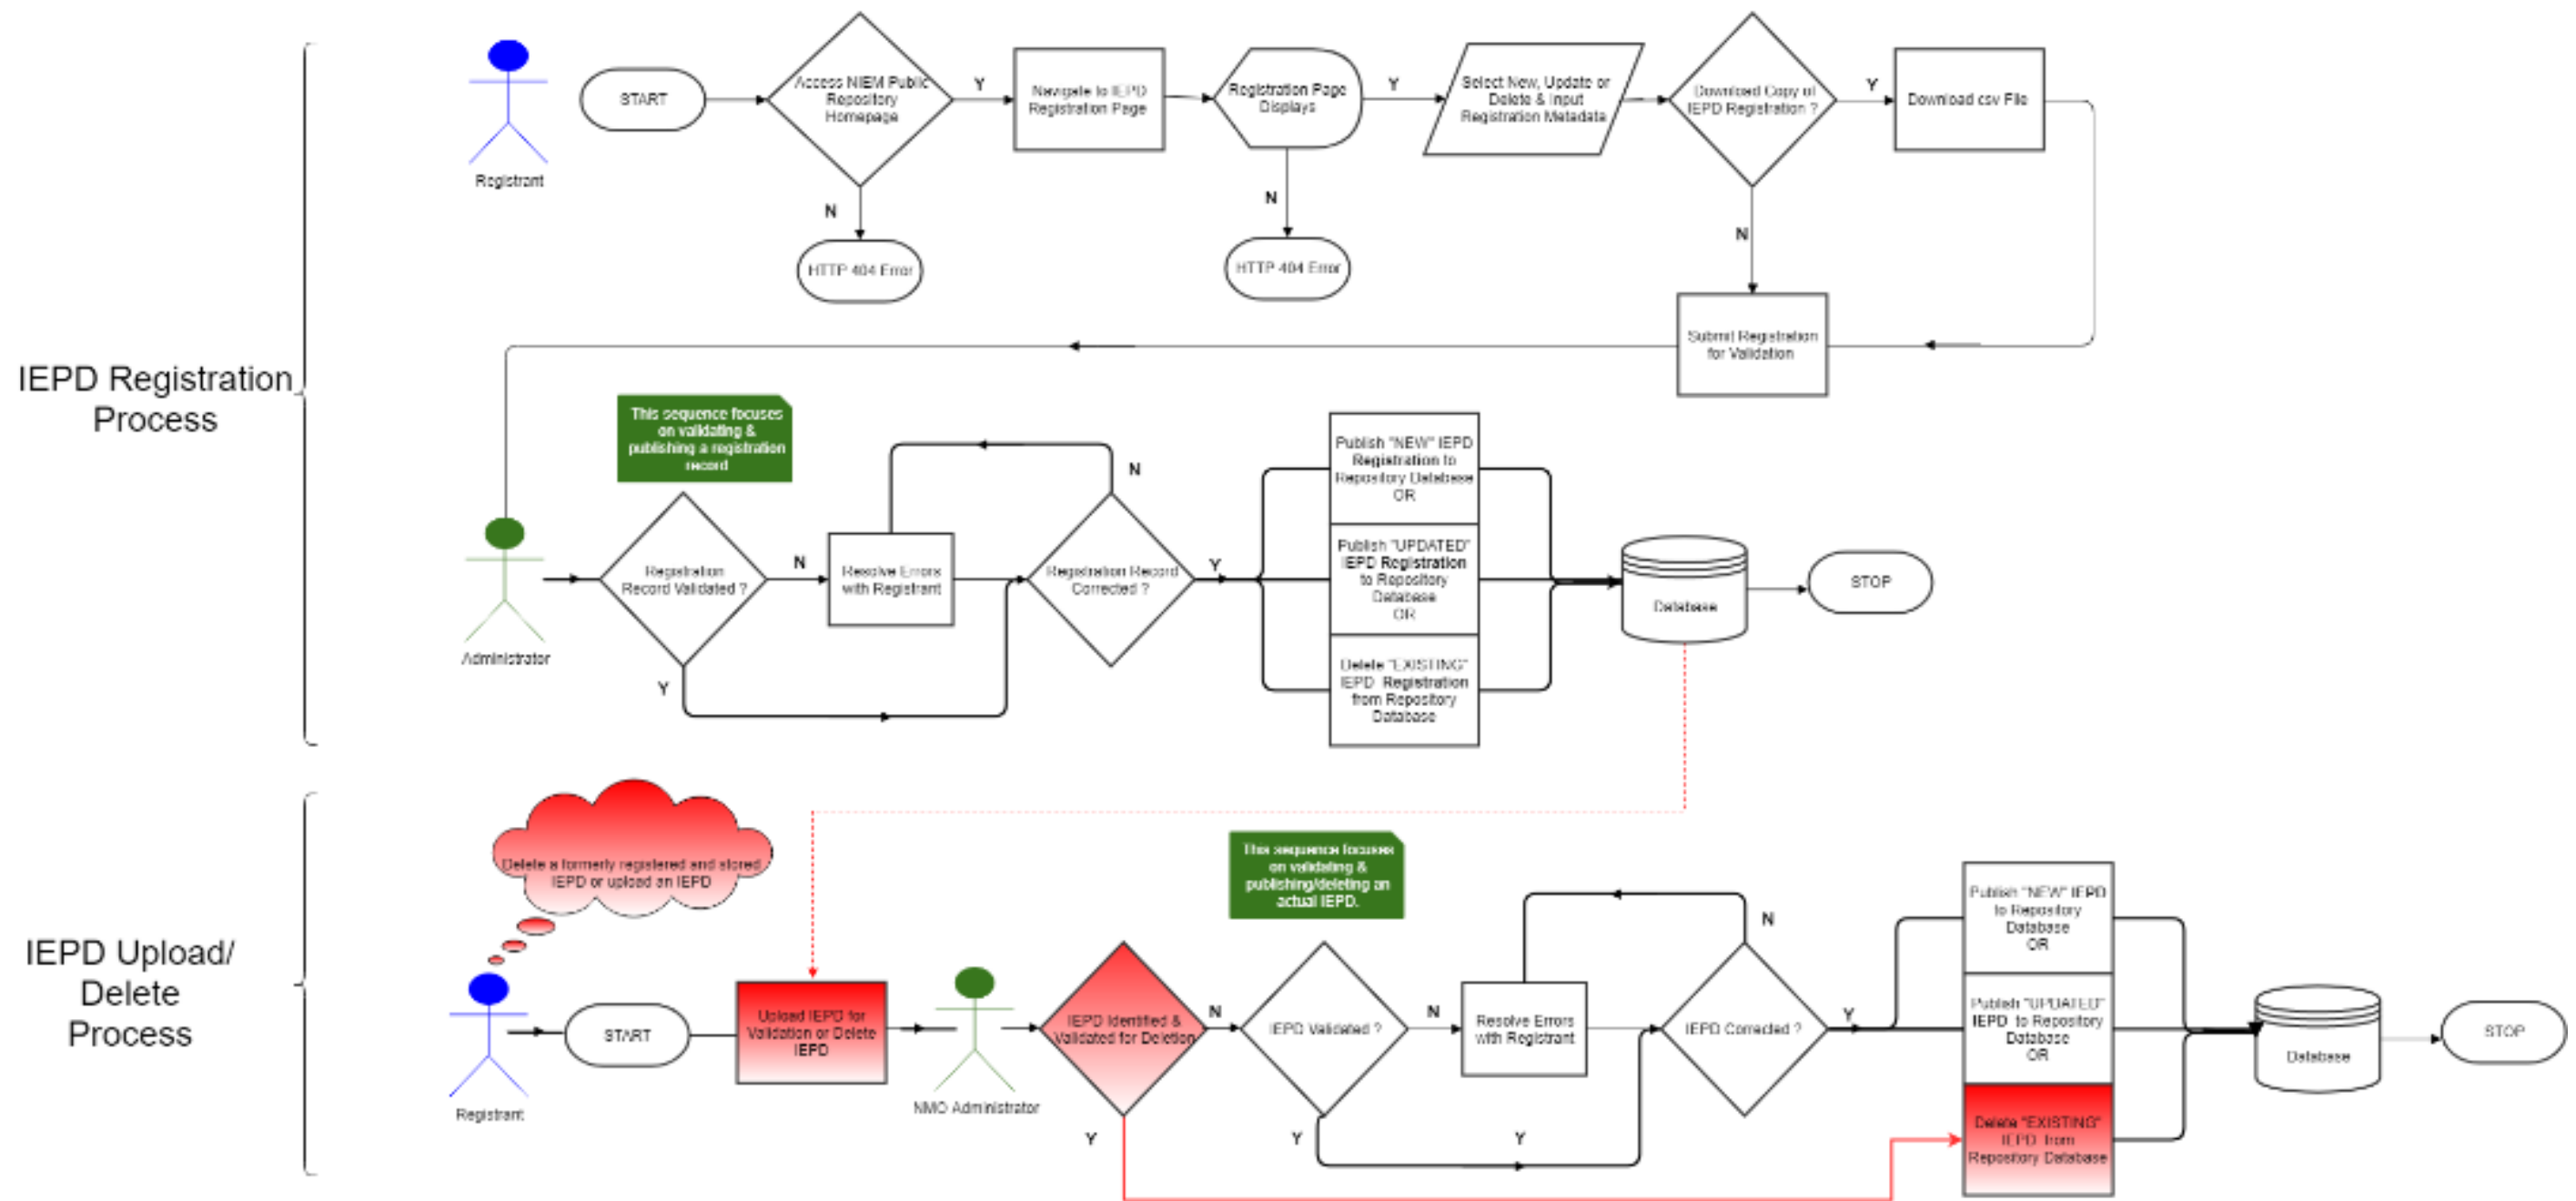 IEPD Registration
Process
Registrant
START
Access NIEM Public
Repository
Homepage
Y
N
HTTP 404 Error
Navigate to IEPD
Registration Page
Registration Page
Displays
Y
N
HTTP 404 Error
Select New, Update or
Delete & Input
Registration Metadata
Download Copy of
IEPD Registration ?
Y
N
Download csv File
Submit Registration
for Validation
This sequence focuses
on validating &
publishing a registration
record
Administrator
Registration
Record Validated ?
N
Y
Resolve Errors
with Registrant
Registration Record
Corrected ?
N
Y
Publish "NEW" IEPD
Registration to
Repository Database
OR
Publish "UPDATED"
IEPD Registration
to Repository
Database
OR
Delete "EXISTING"
IEPD Registration
from Repository
Database
Database
STOP
IEPD Upload/
Delete
Process
Delete a formerly registered and stored
IEPD or upload an IEPD
Registrant
START
Upload IEPD for
Validation or Delete
IEPD
NMO Administrator
IEPD Identified &
Validated for Deletion
N
Y
This sequence focuses
on validating &
publishing/deleting an
actual IEPD.
IEPD Validated ?
N
Y
Y
Resolve Errors
with Registrant
IEPD Corrected ?
N
Y
Publish "NEW" IEPD
to Repository
Database
OR
Publish "UPDATED"
IEPD to Repository
Database
OR
Delete "EXISTING"
IEPD from
Repository Database
Database
STOP